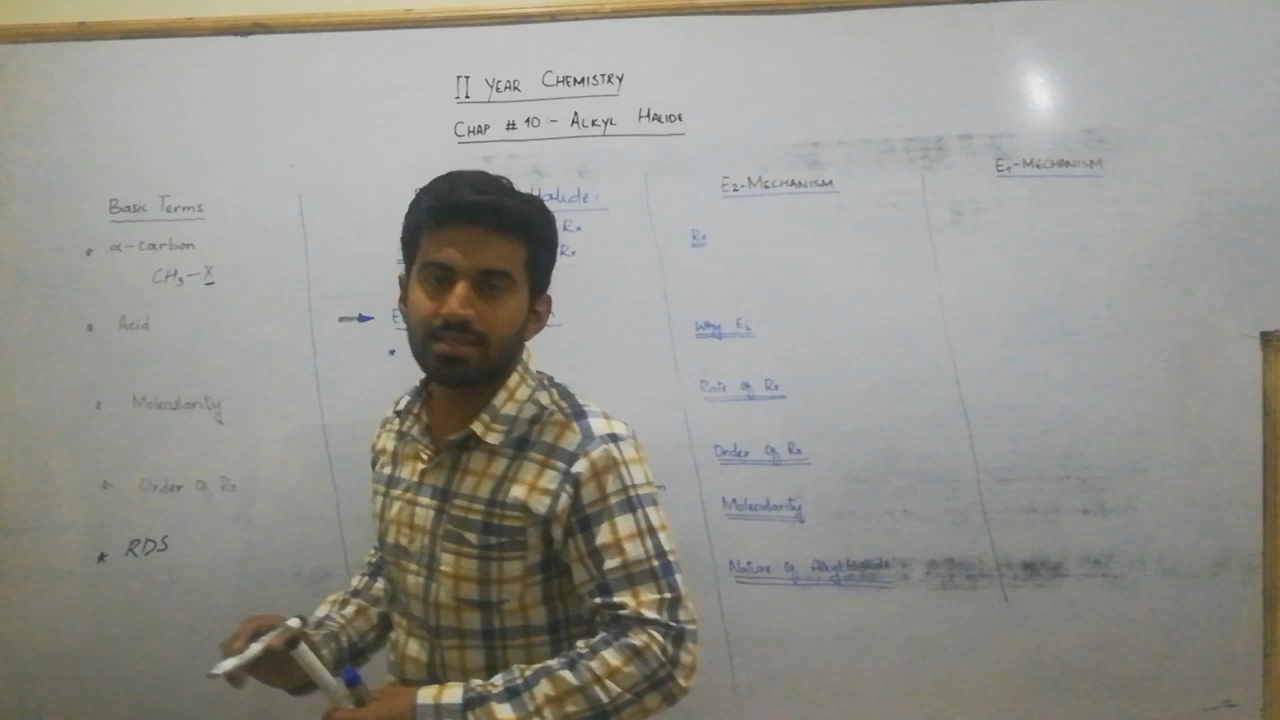 II YEAR CHEMISTRY
CHAP # 10 - ALKYL HALIDE
Basic Terms
α-carbon
CH3-X
Acid
Molecularity
Order Of Rx
RDS
Halide:
Rx
Rx
E2-MECHANISM
Rx
Why E2
Rate of Rx
Order Of Rx
Molecularity
Nature of Alkyl Halide
E1-MECHANISM